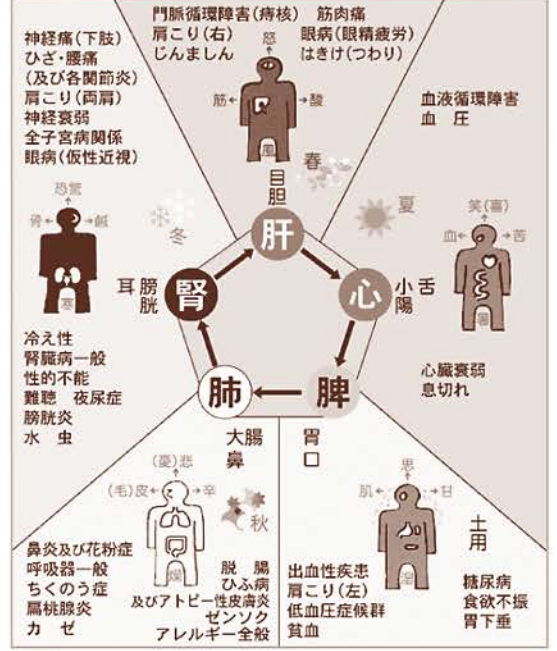 門脈循環障害(痔核)
肩こり(右)
じんましん
筋肉痛
眼病(眼精疲労)
はきけ(つわり)
怒
筋
酸
風
春
目
胆
肝
神経痛(下肢)
ひざ・腰痛
(及び各関節炎)
肩こり(両肩)
神経衰弱
全子宮病関係
眼病(仮性近視)
恐驚
骨
鹹
寒
冬
耳
膀胱
腎
冷え性
腎臓病一般
性的不能
難聴 夜尿症
膀胱炎
水虫
血液循環障害
血圧
夏
笑(喜)
血
苦
暑
心
小陽
舌
心臓衰弱
息切れ
肺
大腸
鼻
(憂)悲
(毛)皮
辛
燥
秋
鼻炎及び花粉症
呼吸器一般
ちくのう症
扁桃腺炎
カゼ
脱腸
ひふ病
及びアトピー性皮膚炎
ゼンソク
アレルギー全般
脾
胃
口
思
肌
甘
湿
土用
出血性疾患
肩こり(左)
低血圧症候群
貧血
糖尿病
食欲不振
胃下垂